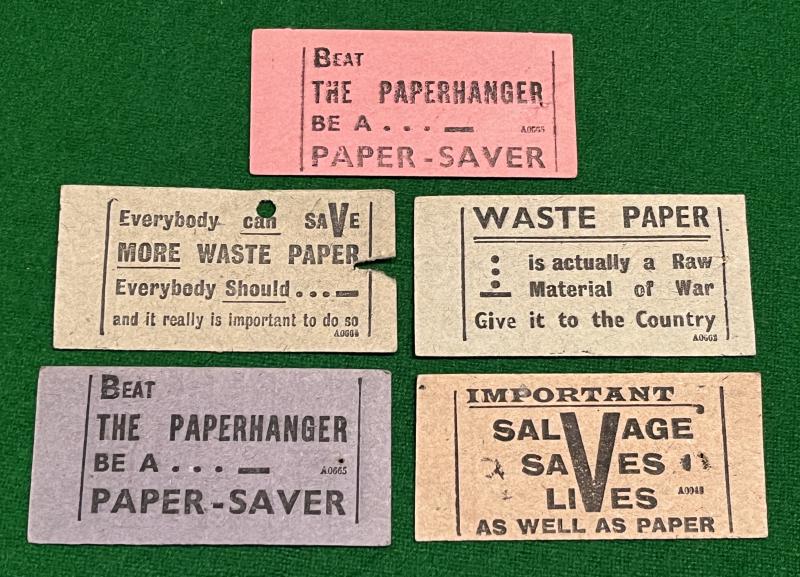 BEAT
THE PAPERHANGER
BE A . . . —
A0665
PAPER-SAVER
Everybody can SAVE
MORE WASTE PAPER
Everybody Should . . . —
and it really is important to do so
A0664
WASTE PAPER
is actually a Raw
Material of War
Give it to the Country
A0663
BEAT
THE PAPERHANGER
BE A . . . —
A0665
PAPER-SAVER
IMPORTANT
SALVAGE
SAVES
LIVES
AS WELL AS PAPER